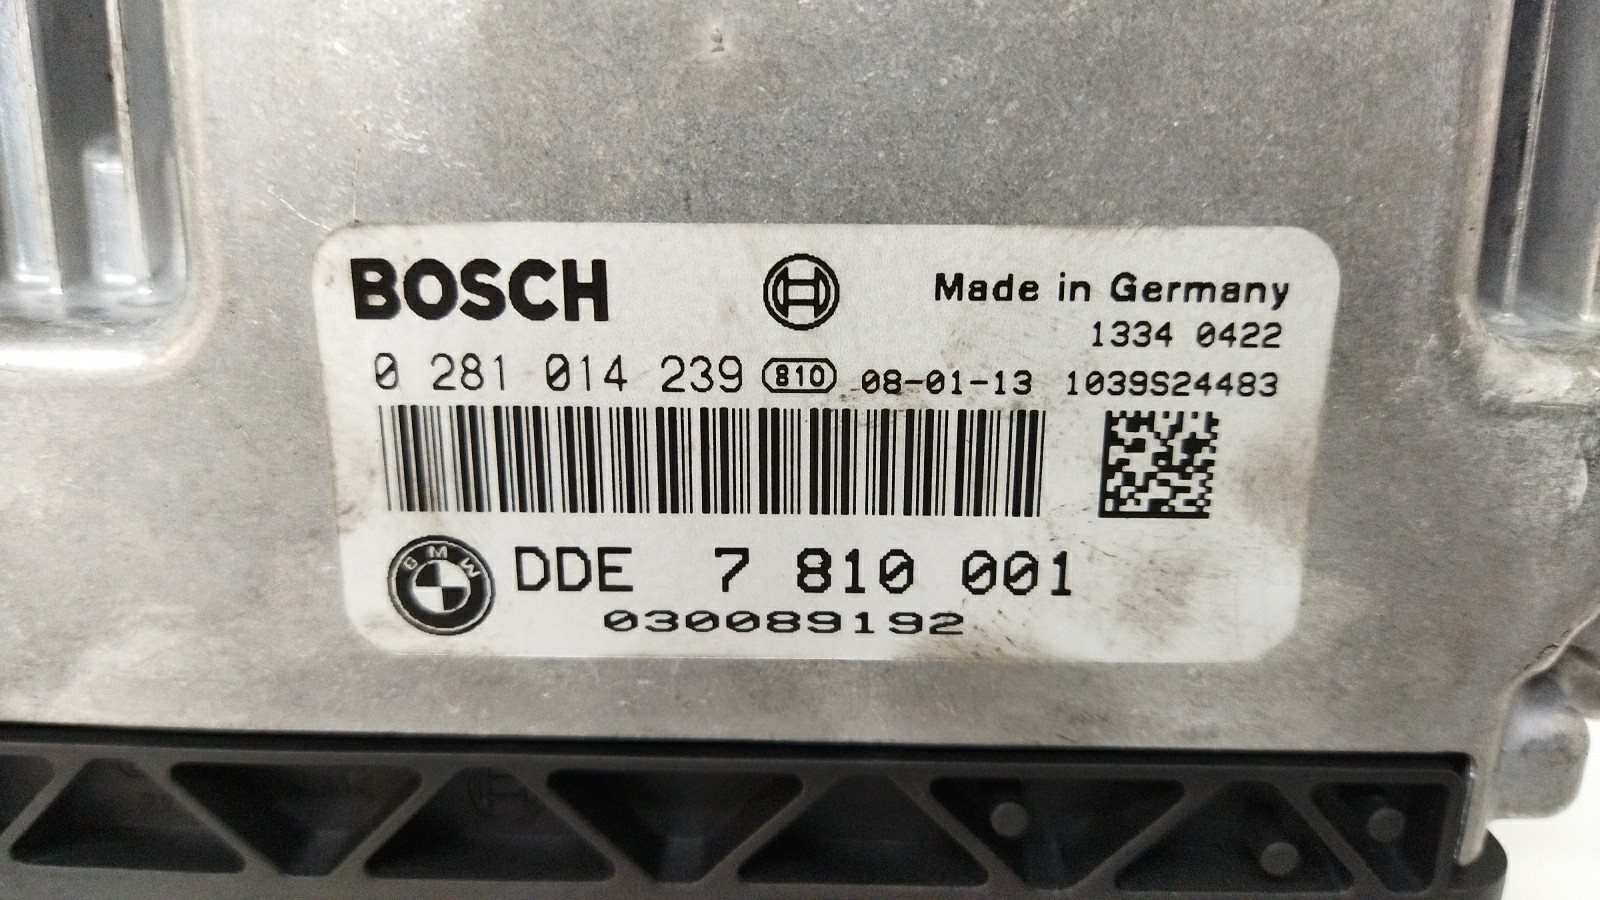 BOSCH
Made in Germany
1334 0422
0 281 014 239 810 08-01-13 1039S24483
BMW
DDE 7 810 001
030089192